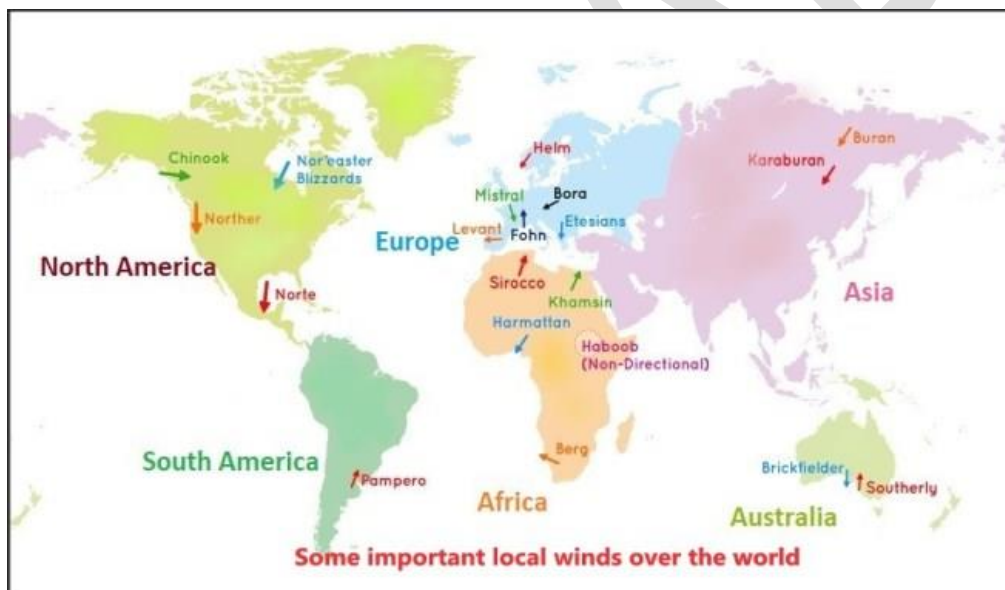 Helm
Buran
Chinook
Nor'easter
Blizzards
Karaburan
Mistral
Bora
Norther
Levant
Etesians
Europe
Fohn
North America
Sirocco
Norte
Khamsin
Asia
Harmattan
Haboob
(Non-Directional)
South America
Berg
Brickfielder
Pampero
Southerly
Africa
Australia
Some important local winds over the world